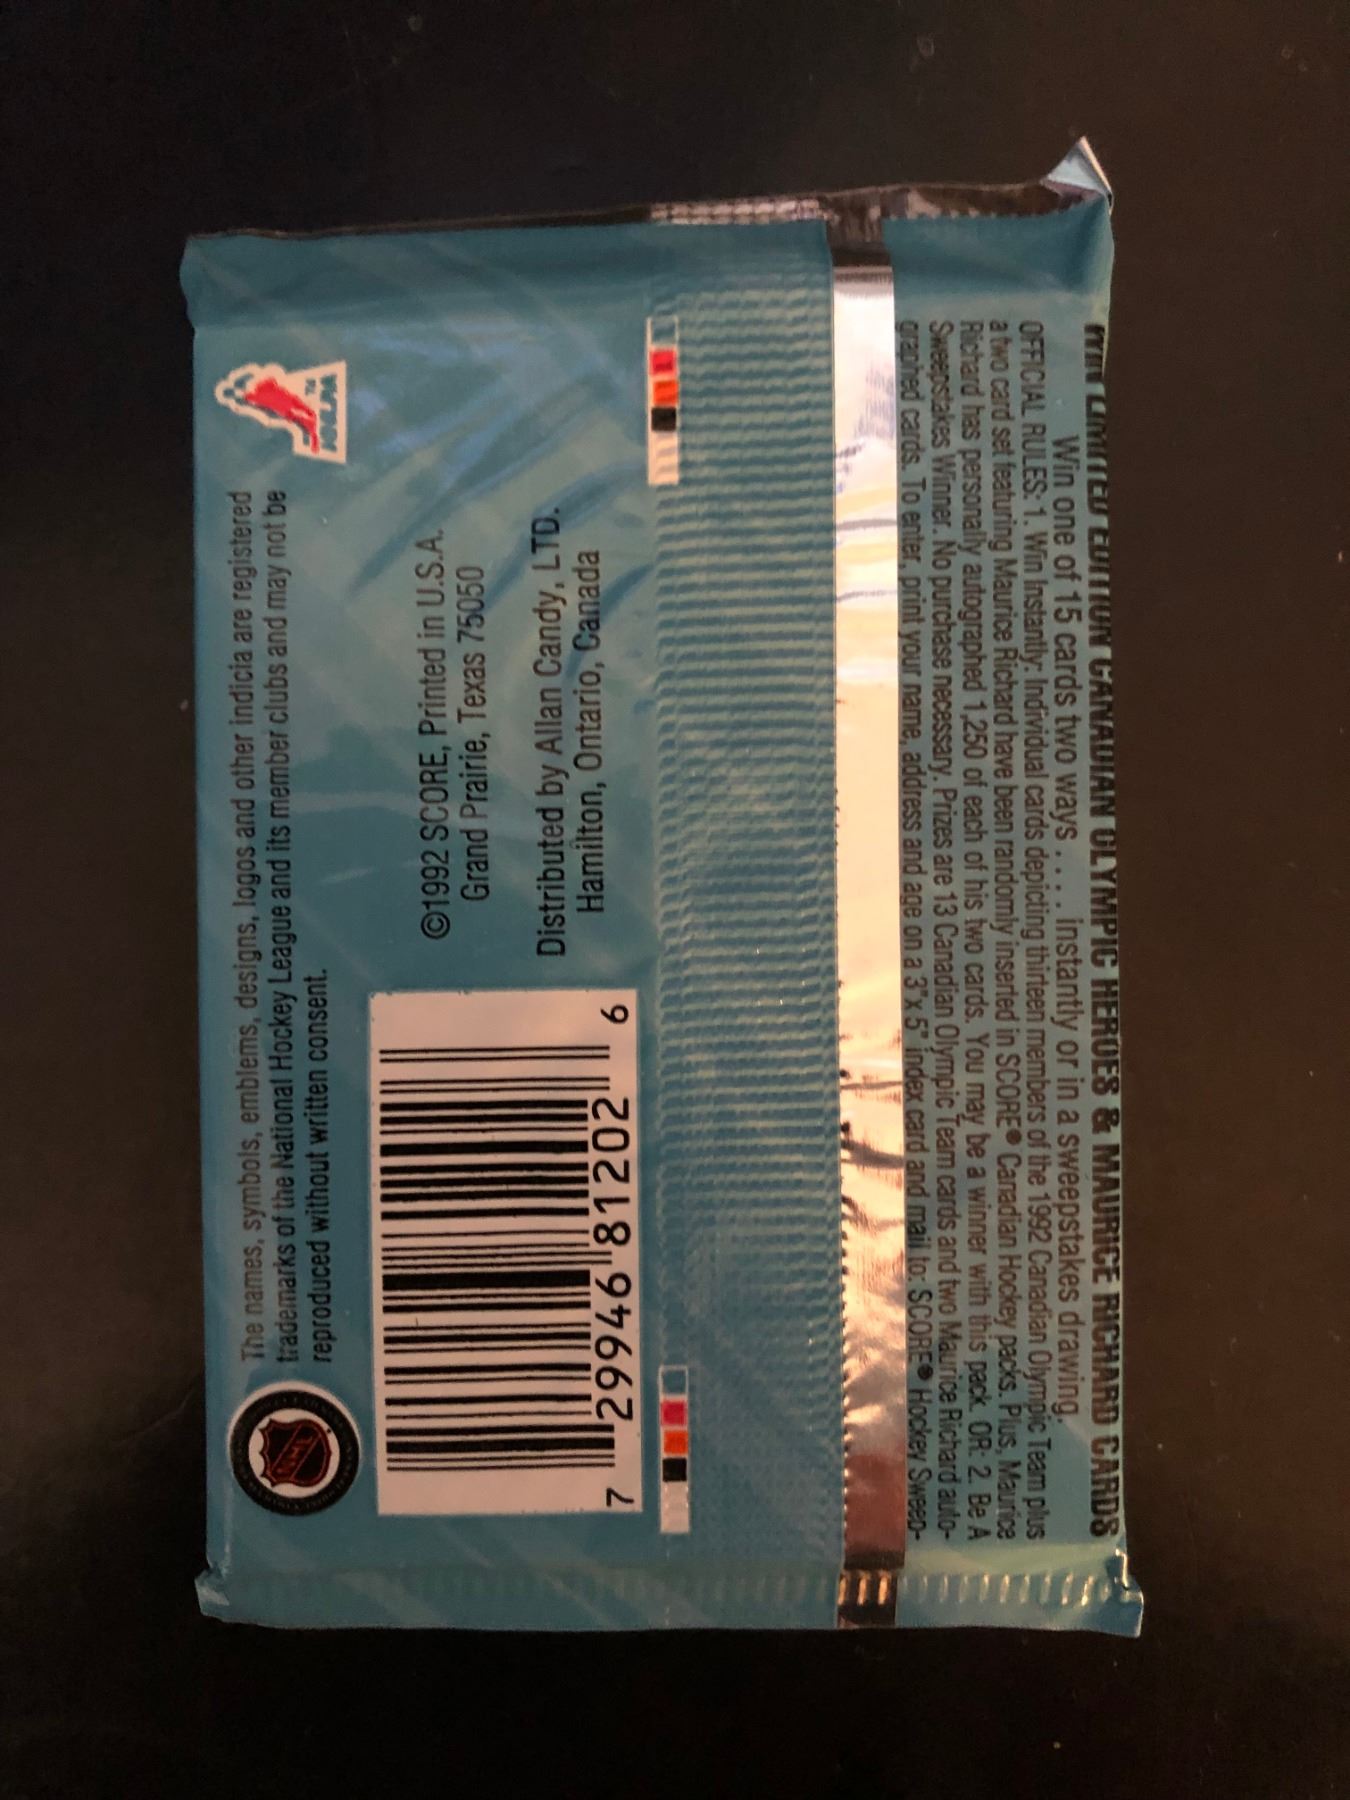 The names, symbols, emblems, designs, logos and other indicia are registered
trademarks of the National Hockey League and its member clubs and may not be
reproduced without written consent.
NHL
NHLPA
TM
©1992 SCORE, Printed in U.S.A.
Grand Prairie, Texas 75050
Distributed by Allan Candy, LTD.
Hamilton, Ontario, Canada
7 29946 81202 6
WIN LIMITED EDITION CANADIAN OLYMPIC HEROES & MAURICE RICHARD CARDS
Win one of 15 cards two ways . . . . instantly or in a sweepstakes drawing.
OFFICIAL RULES: 1. Win Instantly: Individual cards depicting thirteen members of the 1992 Canadian Olympic Team plus
a two card set featuring Maurice Richard have been randomly inserted in SCORE® Canadian Hockey packs. Plus, Maurice
Richard has personally autographed 1,250 of each of his two cards. You may be a winner with this pack. OR: 2. Be A
Sweepstakes Winner. No purchase necessary. Prizes are 13 Canadian Olympic Team cards and two Maurice Richard auto-
graphed cards. To enter, print your name, address and age on a 3" x 5" index card and mail to: SCORE® Hockey Sweep-